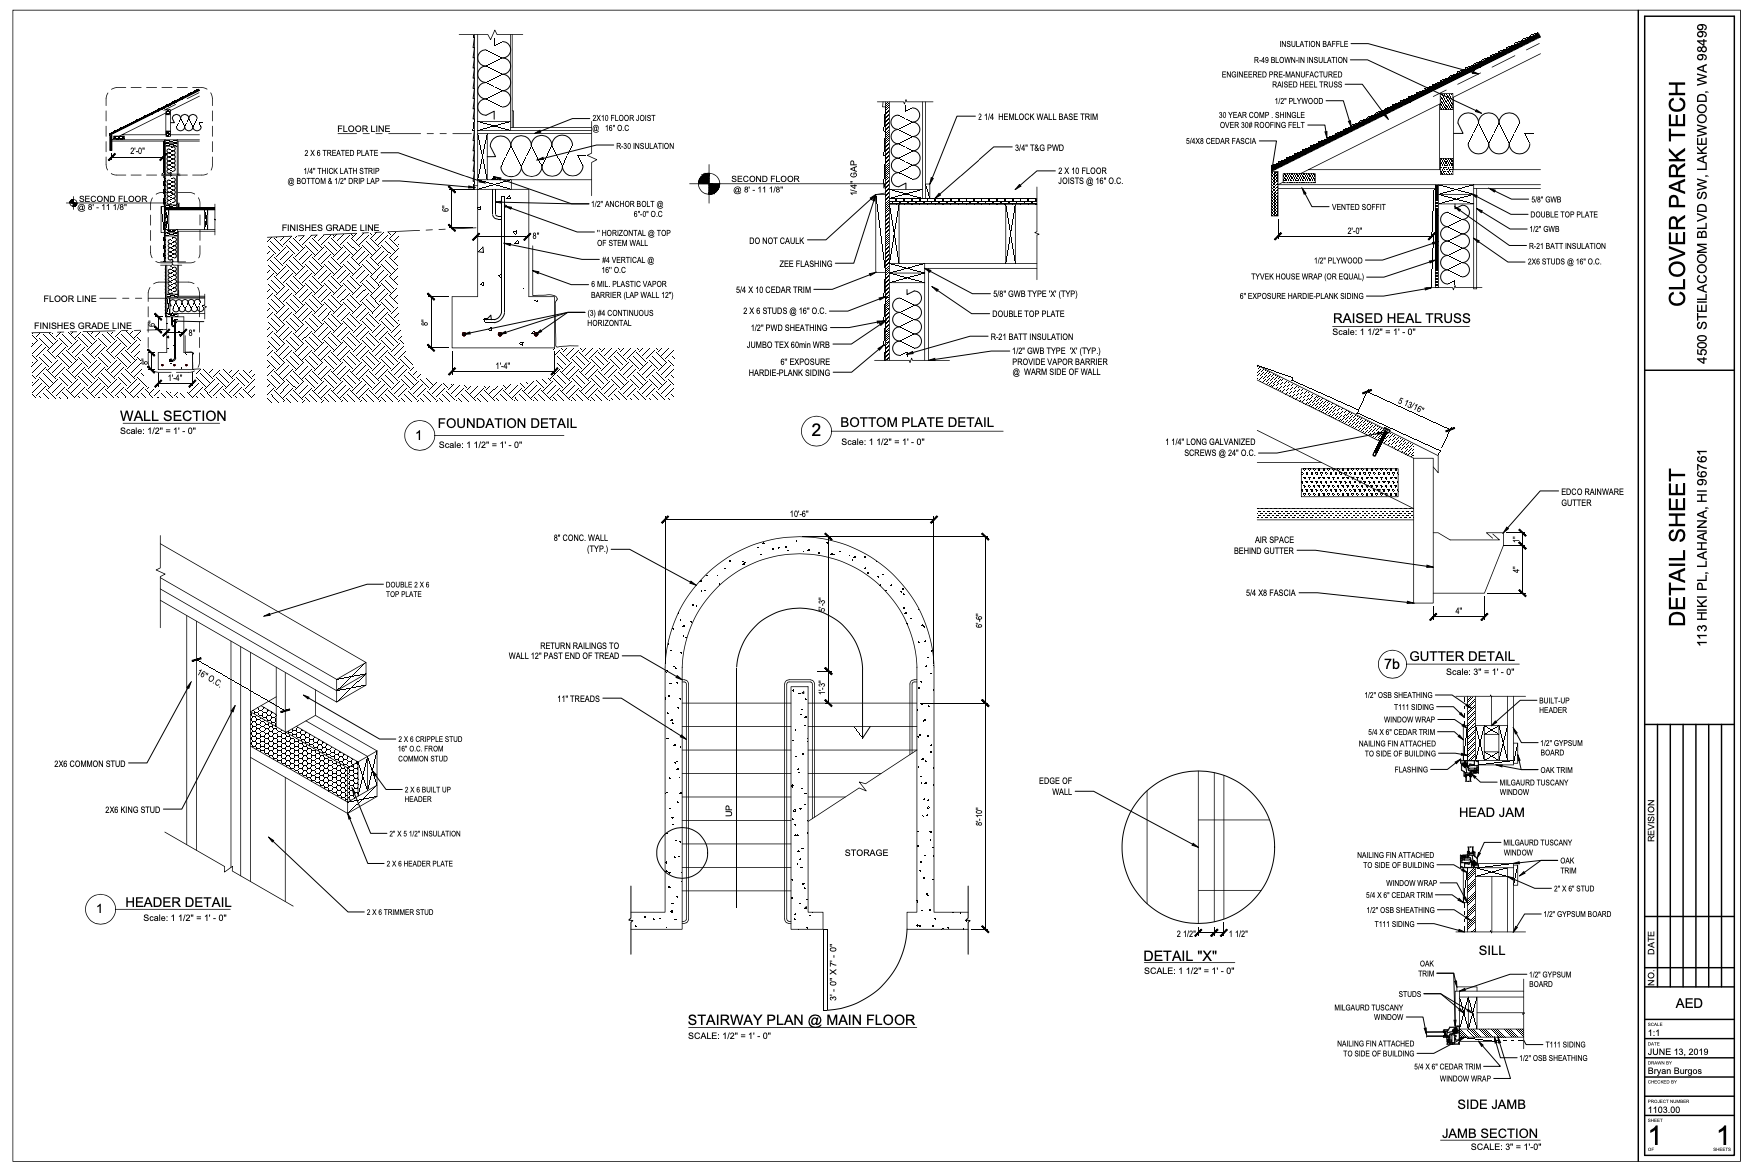 2'-0"
SECOND FLOOR
@ 8' - 11 1/8"
FLOOR LINE
FINISHES GRADE LINE
6"
8"
8"
1'-4"
WALL SECTION
Scale: 1/2" = 1' - 0"
FLOOR LINE
2 X 6 TREATED PLATE
1/4" THICK LATH STRIP
@ BOTTOM & 1/2" DRIP LAP
6"
FINISHES GRADE LINE
2X10 FLOOR JOIST
@ 16" O.C
R-30 INSULATION
1/2" ANCHOR BOLT @
6"-0" O.C
" HORIZONTAL @ TOP
OF STEM WALL
8"
#4 VERTICAL @
16" O.C
6 MIL. PLASTIC VAPOR
BARRIER (LAP WALL 12")
(3) #4 CONTINUOUS
HORIZONTAL
8"
1'-4"
1
FOUNDATION DETAIL
Scale: 1 1/2" = 1' - 0"
SECOND FLOOR
@ 8' - 11 1/8"
1/4" GAP
2 1/4 HEMLOCK WALL BASE TRIM
3/4" T&G PWD
2 X 10 FLOOR
JOISTS @ 16" O.C.
DO NOT CAULK
ZEE FLASHING
5/4 X 10 CEDAR TRIM
2 X 6 STUDS @ 16" O.C.
1/2" PWD SHEATHING
JUMBO TEX 60min WRB
6" EXPOSURE
HARDIE-PLANK SIDING
5/8" GWB TYPE 'X' (TYP)
DOUBLE TOP PLATE
R-21 BATT INSULATION
1/2" GWB TYPE 'X' (TYP.)
PROVIDE VAPOR BARRIER
@ WARM SIDE OF WALL
2
BOTTOM PLATE DETAIL
Scale: 1 1/2" = 1' - 0"
INSULATION BAFFLE
R-49 BLOWN-IN INSULATION
ENGINEERED PRE-MANUFACTURED
RAISED HEEL TRUSS
1/2" PLYWOOD
30 YEAR COMP . SHINGLE
OVER 30# ROOFING FELT
5/4X8 CEDAR FASCIA
VENTED SOFFIT
2'-0"
1/2" PLYWOOD
TYVEK HOUSE WRAP (OR EQUAL)
6" EXPOSURE HARDIE-PLANK SIDING
5/8" GWB
DOUBLE TOP PLATE
1/2" GWB
R-21 BATT INSULATION
2X6 STUDS @ 16" O.C.
RAISED HEAL TRUSS
Scale: 1 1/2" = 1' - 0"
5 13/16"
1 1/4" LONG GALVANIZED
SCREWS @ 24" O.C.
EDCO RAINWARE
GUTTER
1"
4"
AIR SPACE
BEHIND GUTTER
5/4 X8 FASCIA
4"
7b
GUTTER DETAIL
Scale: 3" = 1' - 0"
DOUBLE 2 X 6
TOP PLATE
16" O.C.
2 X 6 CRIPPLE STUD
16" O.C. FROM
COMMON STUD
2X6 COMMON STUD
2X6 KING STUD
2 X 6 BUILT UP
HEADER
2" X 5 1/2" INSULATION
2 X 6 HEADER PLATE
2 X 6 TRIMMER STUD
1
HEADER DETAIL
Scale: 1 1/2" = 1' - 0"
10'-6"
8" CONC. WALL
(TYP.)
5'-3"
6'-6"
RETURN RAILINGS TO
WALL 12" PAST END OF TREAD
1'-3"
11" TREADS
UP
8'-10"
STORAGE
3' - 0" X 7' - 0"
STAIRWAY PLAN @ MAIN FLOOR
SCALE: 1/2" = 1' - 0"
EDGE OF
WALL
2 1/2"
1 1/2"
DETAIL "X"
SCALE: 1 1/2" = 1' - 0"
1/2" OSB SHEATHING
T111 SIDING
WINDOW WRAP
5/4 X 6" CEDAR TRIM
NAILING FIN ATTACHED
TO SIDE OF BUILDING
FLASHING
BUILT-UP
HEADER
1/2" GYPSUM
BOARD
OAK TRIM
MILGAURD TUSCANY
WINDOW
HEAD JAM
NAILING FIN ATTACHED
TO SIDE OF BUILDING
WINDOW WRAP
5/4 X 6" CEDAR TRIM
1/2" OSB SHEATHING
T111 SIDING
MILGAURD TUSCANY
WINDOW
OAK
TRIM
2" X 6" STUD
1/2" GYPSUM BOARD
SILL
OAK
TRIM
STUDS
MILGAURD TUSCANY
WINDOW
NAILING FIN ATTACHED
TO SIDE OF BUILDING
5/4 X 6" CEDAR TRIM
WINDOW WRAP
1/2" GYPSUM
BOARD
T111 SIDING
1/2" OSB SHEATHING
SIDE JAMB
JAMB SECTION
SCALE: 3" = 1'-0"
CLOVER PARK TECH
4500 STEILACOOM BLVD SW, LAKEWOOD, WA 98499
DETAIL SHEET
113 HIKI PL, LAHAINA, HI 96761
REVISION
DATE
NO.
AED
SCALE
1:1
DATE
JUNE 13, 2019
DRAWN BY
Bryan Burgos
CHECKED BY
PROJECT NUMBER
1103.00
SHEET
1 1
OF SHEETS